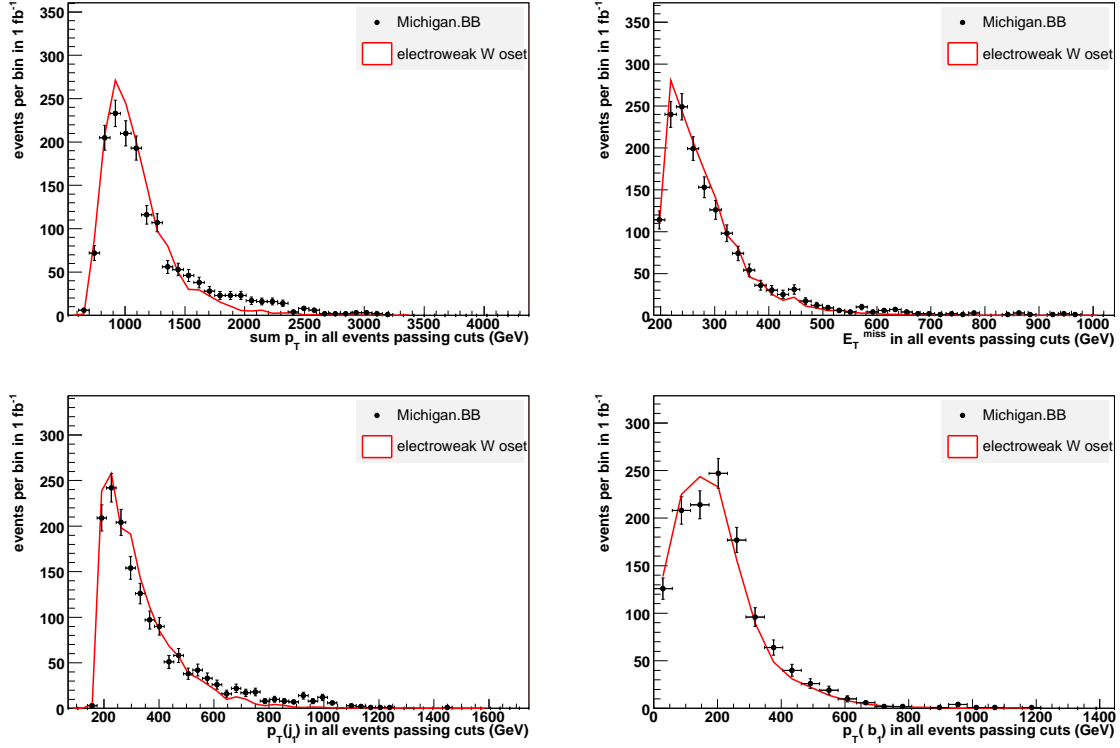 events per bin in 1 fb-1
350
300
250
200
150
100
50
0
Michigan.BB
electroweak W oset
1000 1500 2000 2500 3000 3500 4000
sum pT in all events passing cuts (GeV)
events per bin in 1 fb-1
350
300
250
200
150
100
50
0
Michigan.BB
electroweak W oset
200 300 400 500 600 700 800 900 1000
ET miss in all events passing cuts (GeV)
events per bin in 1 fb-1
300
250
200
150
100
50
0
Michigan.BB
electroweak W oset
200 400 600 800 1000 1200 1400 1600
pT(j1) in all events passing cuts (GeV)
events per bin in 1 fb-1
300
250
200
150
100
50
0
Michigan.BB
electroweak W oset
0 200 400 600 800 1000 1200 1400
pT( b1) in all events passing cuts (GeV)